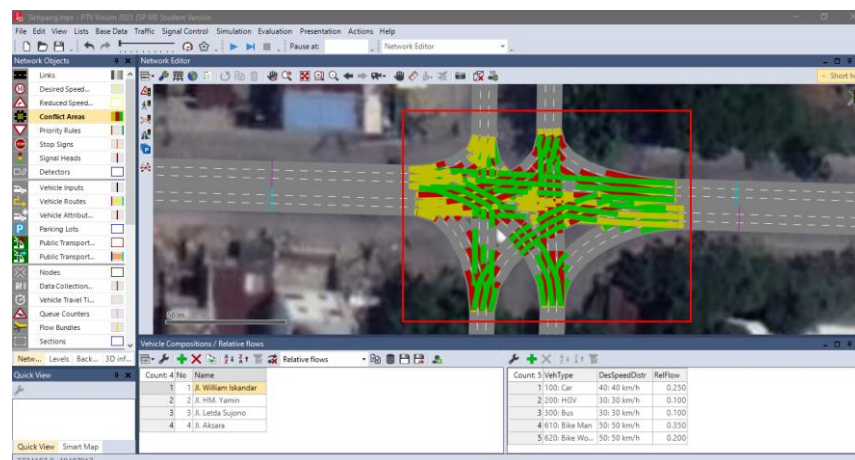 Simpang.inpx - PTV Vissim 2021 (SP 09) Student Version
File Edit View Lists Base Data Traffic Signal Control Simulation Evaluation Presentation Actions Help
Pause at: Network Editor
Network Objects
Network Editor
Short h
Links
Desired Speed...
Reduced Speed...
Conflict Areas
Priority Rules
Stop Signs
Signal Heads
Detectors
Vehicle Inputs
Vehicle Routes
Vehicle Attribut...
Parking Lots
Public Transport...
Public Transport...
Nodes
Data Collection...
Vehicle Travel Ti...
Queue Counters
Flow Bundles
Sections
50 m
Netw... Levels Back... 3D inf...
Quick View
Quick View Smart Map
Vehicle Compositions / Relative flows
Relative flows
Count: 4 No Name
1 1 Jl. William Iskandar
2 2 Jl. HM. Yamin
3 3 Jl. Letda Sujono
4 4 Jl. Aksara
Count: 5 VehType DesSpeedDistr RelFlow
1 100: Car 40: 40 km/h 0.250
2 200: HGV 30: 30 km/h 0.100
3 300: Bus 30: 30 km/h 0.100
4 610: Bike Man 50: 50 km/h 0.350
5 620: Bike Wo... 50: 50 km/h 0.200